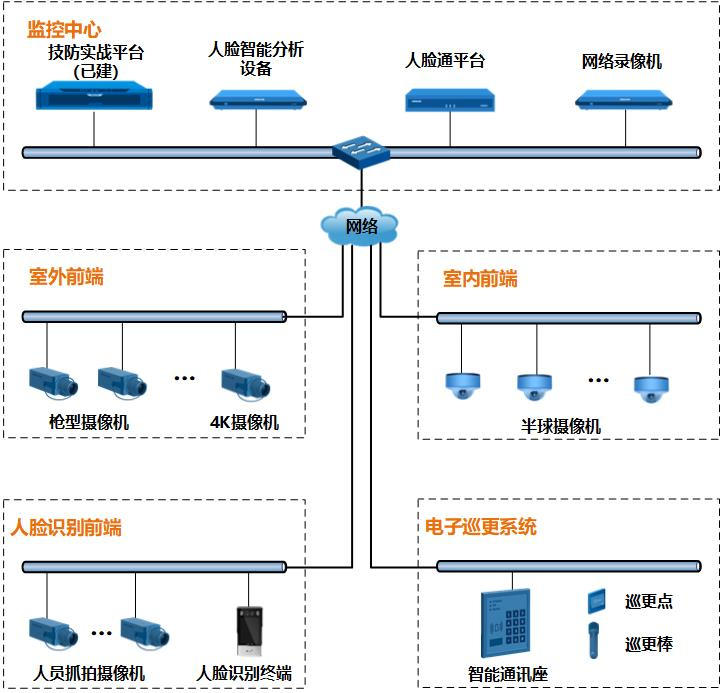 监控中心
技防实战平台
(已建)
人脸智能分析
设备
人脸通平台
网络录像机
网络
室外前端
枪型摄像机
...
4K摄像机
室内前端
...
半球摄像机
人脸识别前端
...
人员抓拍摄像机
人脸识别终端
电子巡更系统
智能通讯座
巡更点
巡更棒